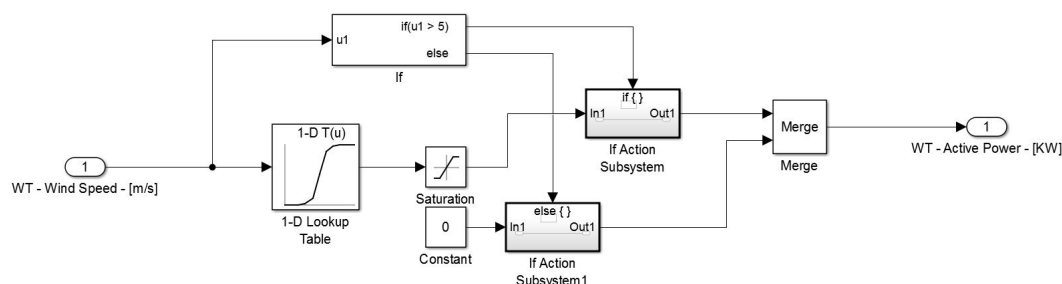 if(u1 > 5)
u1
else
If
if { }
In1
Out1
If Action
Subsystem
Merge
Merge
1
WT - Active Power - [KW]
1-D T(u)
1
WT - Wind Speed - [m/s]
1-D Lookup
Table
Saturation
0
Constant
else { }
In1
Out1
If Action
Subsystem1